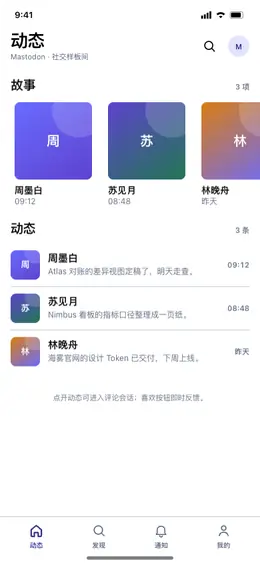 9:41
动态
Mastodon · 社交样板间
M
故事
3 项
周
苏
林
周墨白
苏见月
林晚舟
09:12
08:48
昨天
动态
3 条
周
周墨白
Atlas 对账的差异视图定稿了，明天走查。
09:12
苏
苏见月
Nimbus 看板的指标口径整理成一页纸。
08:48
林
林晚舟
海雾官网的设计 Token 已交付，下周上线。
昨天
点开动态可进入评论会话；喜欢按钮即时反馈。
动态
发现
通知
我的